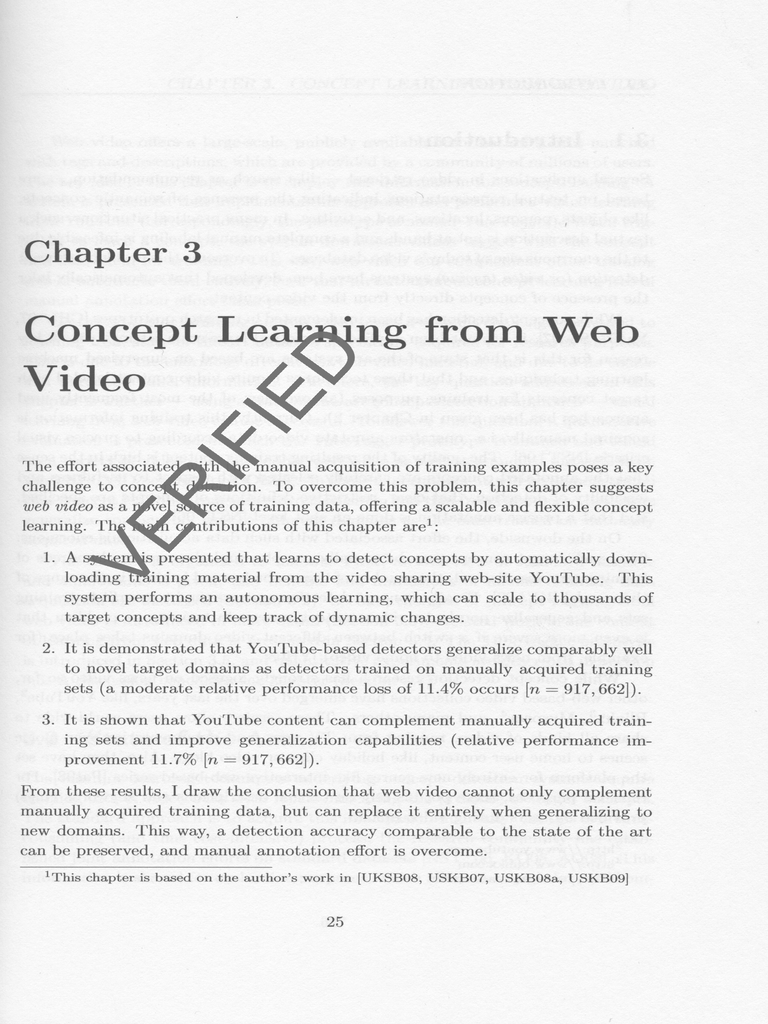 Chapter 3
Concept Learning from Web
Video
The effort associated with the manual acquisition of training examples poses a key
challenge to concept detection. To overcome this problem, this chapter suggests
web video as a novel source of training data, offering a scalable and flexible concept
learning. The main contributions of this chapter are1:
1. A system is presented that learns to detect concepts by automatically down-
loading training material from the video sharing web-site YouTube. This
system performs an autonomous learning, which can scale to thousands of
target concepts and keep track of dynamic changes.
2. It is demonstrated that YouTube-based detectors generalize comparably well
to novel target domains as detectors trained on manually acquired training
sets (a moderate relative performance loss of 11.4% occurs [n = 917, 662]).
3. It is shown that YouTube content can complement manually acquired train-
ing sets and improve generalization capabilities (relative performance im-
provement 11.7% [n = 917, 662]).
From these results, I draw the conclusion that web video cannot only complement
manually acquired training data, but can replace it entirely when generalizing to
new domains. This way, a detection accuracy comparable to the state of the art
can be preserved, and manual annotation effort is overcome.
1This chapter is based on the author's work in [UKSB08, USKB07, USKB08a, USKB09]
25
VERIFIED